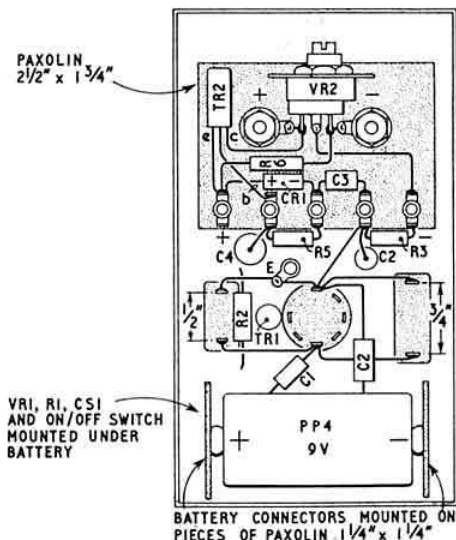 PAXOLIN
2½" x 1¾"
TR2
VR2
+
-
e
c
R6
b
+ -
CR1
C3
+
-
C4
R5
C2
R3
E
½"
R2
TR1
¾"
C1
C2
VR1, R1, CS1
AND ON/OFF SWITCH
MOUNTED UNDER
BATTERY
+
PP4
-
9V
BATTERY CONNECTORS MOUNTED ON
PIECES OF PAXOLIN 1¼" x 1¼"